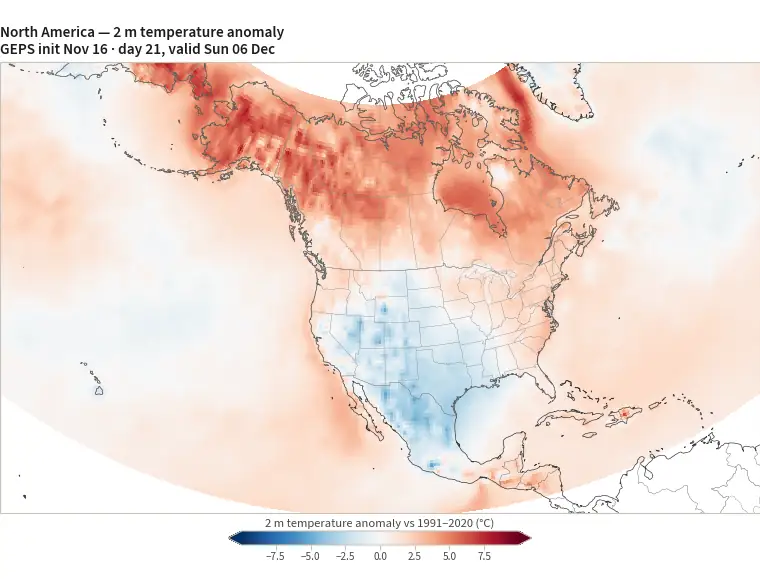 North America — 2 m temperature anomaly
GEPS init Nov 16 · day 21, valid Sun 06 Dec
2 m temperature anomaly vs 1991–2020 (°C)
−7.5 −5.0 −2.5 0.0 2.5 5.0 7.5